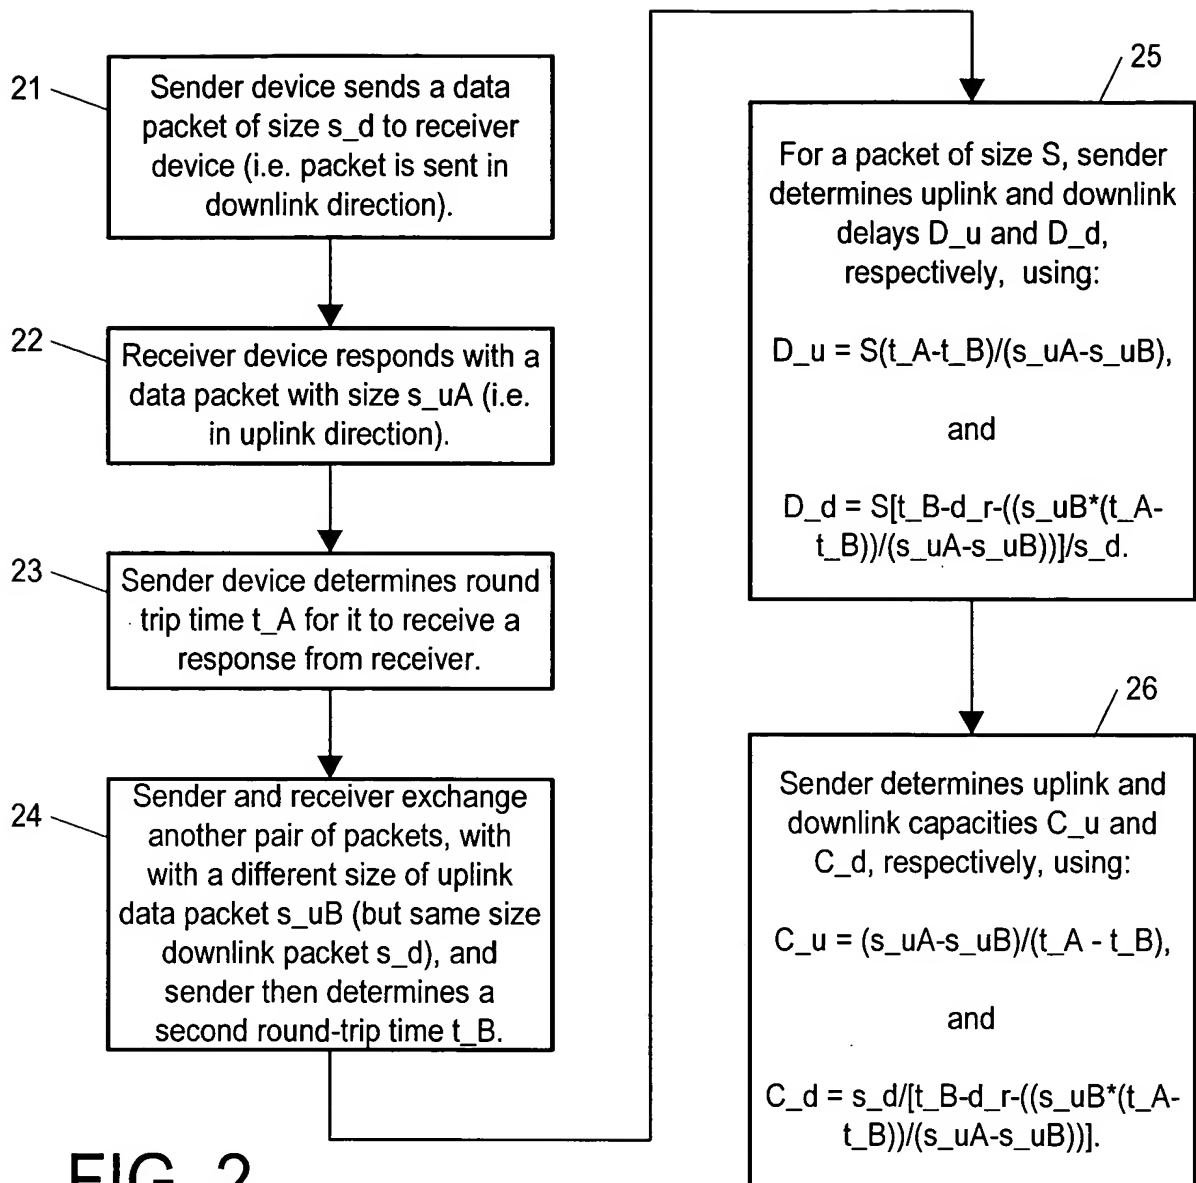 21
Sender device sends a data
packet of size s_d to receiver
device (i.e. packet is sent in
downlink direction).
22
Receiver device responds with a
data packet with size s_uA (i.e.
in uplink direction).
23
Sender device determines round
trip time t_A for it to receive a
response from receiver.
24
Sender and receiver exchange
another pair of packets, with
with a different size of uplink
data packet s_uB (but same size
downlink packet s_d), and
sender then determines a
second round-trip time t_B.
25
For a packet of size S, sender
determines uplink and downlink
delays D_u and D_d,
respectively, using:
D_u = S(t_A-t_B)/(s_uA-s_uB),
and
D_d = S[t_B-d_r-((s_uB*(t_A-
t_B))/(s_uA-s_uB))]/s_d.
26
Sender determines uplink and
downlink capacities C_u and
C_d, respectively, using:
C_u = (s_uA-s_uB)/(t_A - t_B),
and
C_d = s_d/[t_B-d_r-((s_uB*(t_A-
t_B))/(s_uA-s_uB))].
FIG. 2